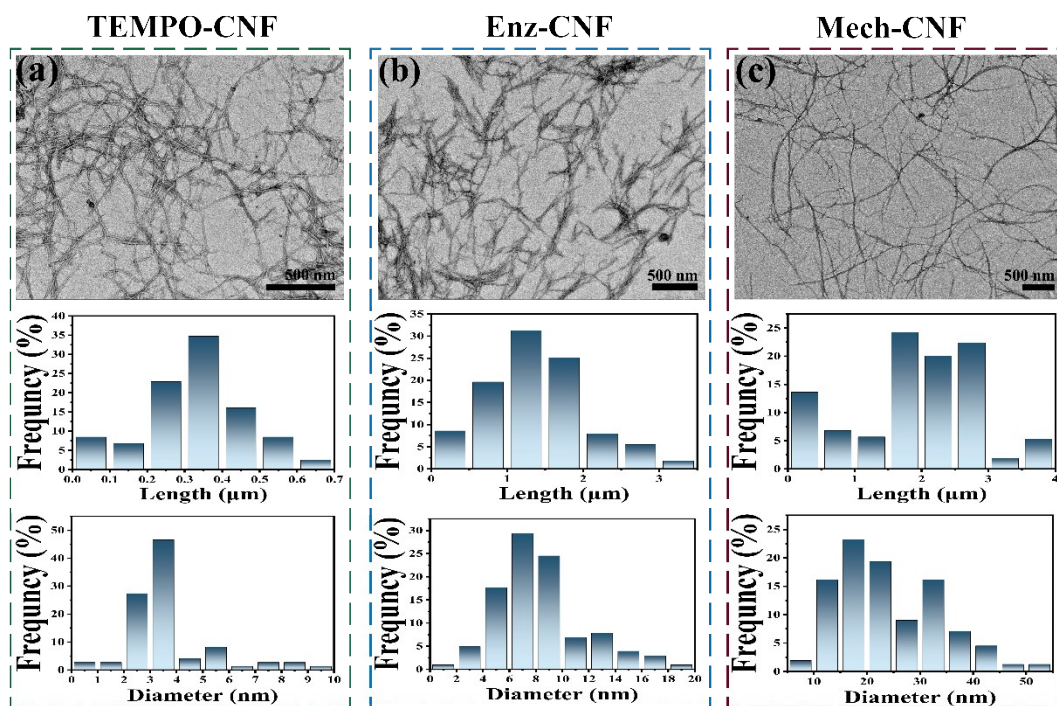 TEMPO-CNF
Enz-CNF
Mech-CNF
(a)
500 nm
(b)
500 nm
(c)
500 nm
Frequncy (%)
40
35
30
25
20
15
10
5
0
0.0 0.1 0.2 0.3 0.4 0.5 0.6 0.7
Length (μm)
Frequncy (%)
35
30
25
20
15
10
5
0
0 1 2 3
Length (μm)
Frequncy (%)
25
20
15
10
5
0
0 1 2 3 4
Length (μm)
Frequncy (%)
50
40
30
20
10
0
0 1 2 3 4 5 6 7 8 9 10
Diameter (nm)
Frequncy (%)
30
25
20
15
10
5
0
0 2 4 6 8 10 12 14 16 18 20
Diameter (nm)
Frequncy (%)
25
20
15
10
5
0
10 20 30 40 50
Diameter (nm)